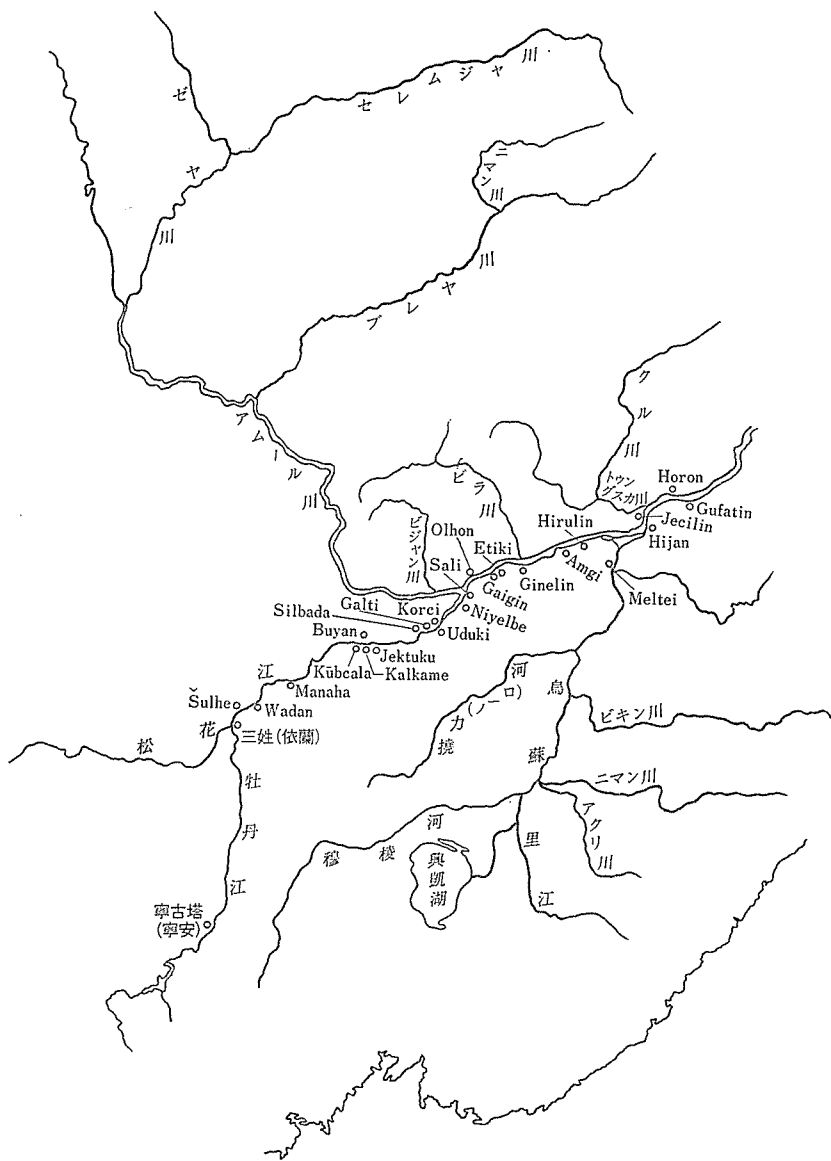 ゼヤ川
セレムジャ川
ニマン川
ブレヤ川
アムール川
クル川
トゥングスカ川
ビラ川
ビジャン川
Horon
Gufatin
Jecilin
Hijan
Hirulin
Amgi
Meltei
Olhon
Etiki
Sali
Gaigin
Ginelin
Niyelbe
Galti
Korci
Silbada
Uduki
Buyan
Jektuku
Kūbcala
Kalkame
Manaha
Šulhe
Wadan
三姓(依蘭)
松花江
牡丹江
寧古塔
(寧安)
撓力河
(ノーロ)
烏蘇里江
ビキン川
ニマン川
アクリ川
穆棱河
興凱湖